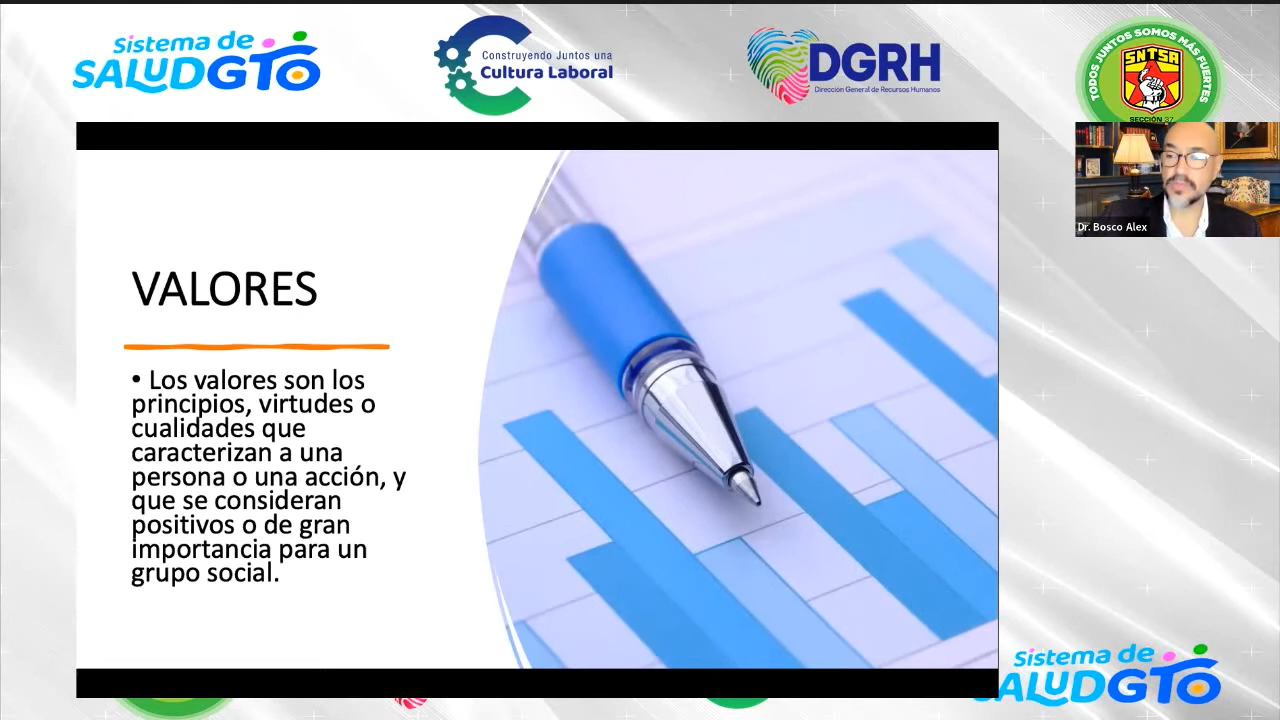 Sistema de
SALUDGTO
Construyendo Juntos una
Cultura Laboral
DGRH
Dirección General de Recursos Humanos
TODOS JUNTOS SOMOS MÁS FUERTES
SNTSA
SECCIÓN 37
Dr. Bosco Alex
VALORES
• Los valores son los
principios, virtudes o
cualidades que
caracterizan a una
persona o una acción, y
que se consideran
positivos o de gran
importancia para un
grupo social.
Sistema de
SALUDGTO